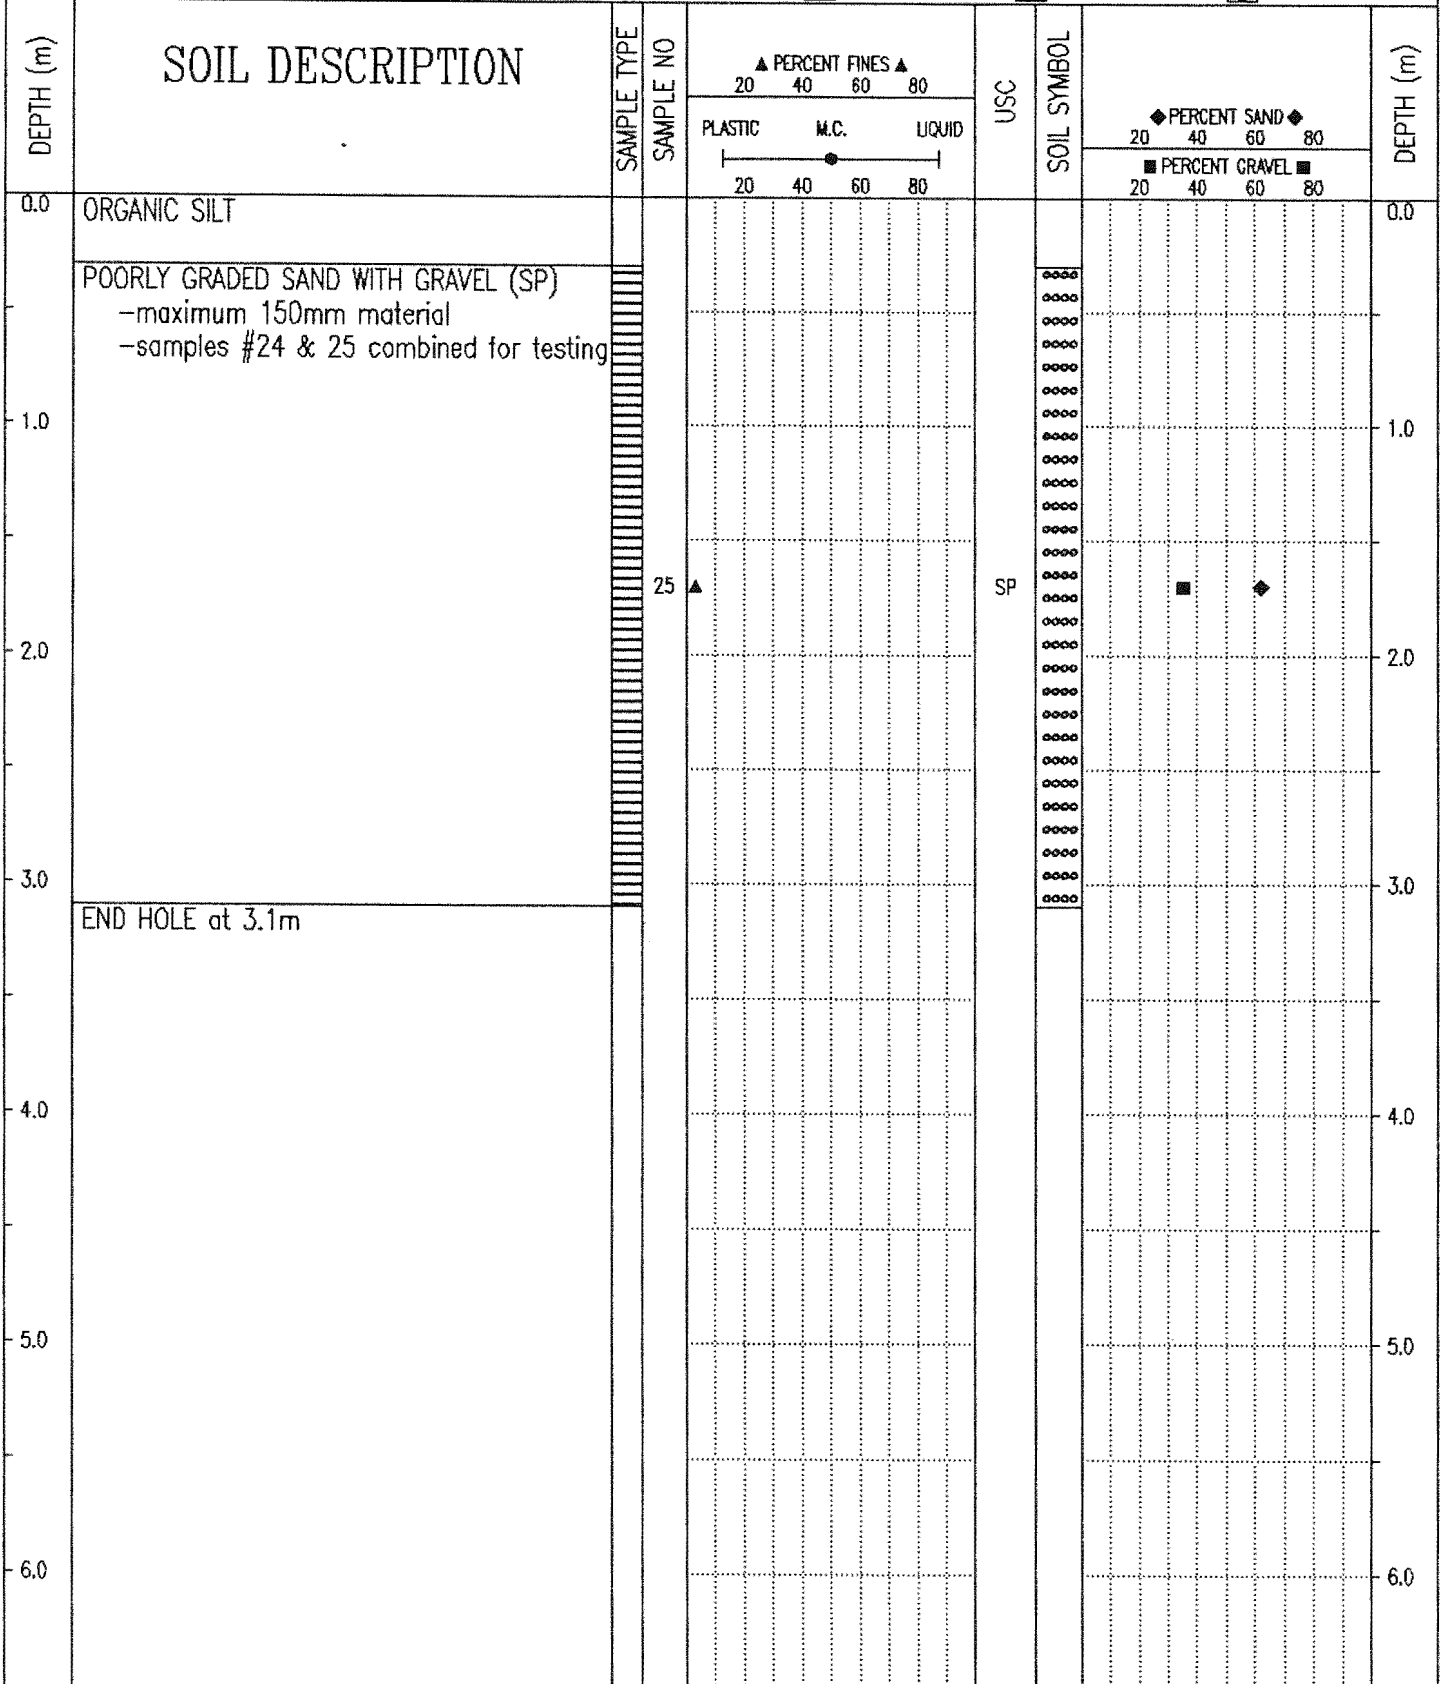 DEPTH (m)
SOIL DESCRIPTION
SAMPLE TYPE
SAMPLE NO
▲ PERCENT FINES ▲
20 40 60 80
PLASTIC M.C. LIQUID
20 40 60 80
USC
SOIL SYMBOL
◆ PERCENT SAND ◆
20 40 60 80
■ PERCENT GRAVEL ■
20 40 60 80
DEPTH (m)
0.0 ORGANIC SILT 0.0
POORLY GRADED SAND WITH GRAVEL (SP)
-maximum 150mm material
-samples #24 & 25 combined for testing
1.0 1.0
25 SP
2.0 2.0
3.0 3.0
END HOLE at 3.1m
4.0 4.0
5.0 5.0
6.0 6.0